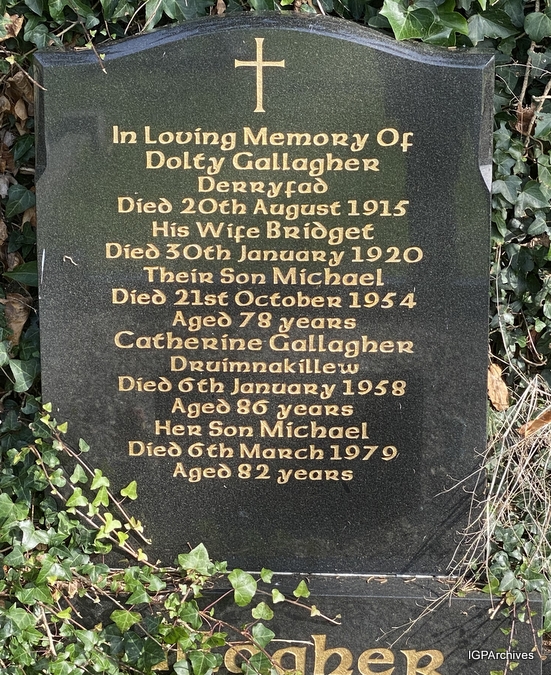 In Loving Memory Of
Dolty Gallagher
Derryfad
Died 20th August 1915
His Wife Bridget
Died 30th January 1920
Their Son Michael
Died 21st October 1954
Aged 78 years
Catherine Gallagher
Druimnakillew
Died 6th January 1958
Aged 86 years
Her Son Michael
Died 6th March 1979
Aged 82 years
IGPArchives